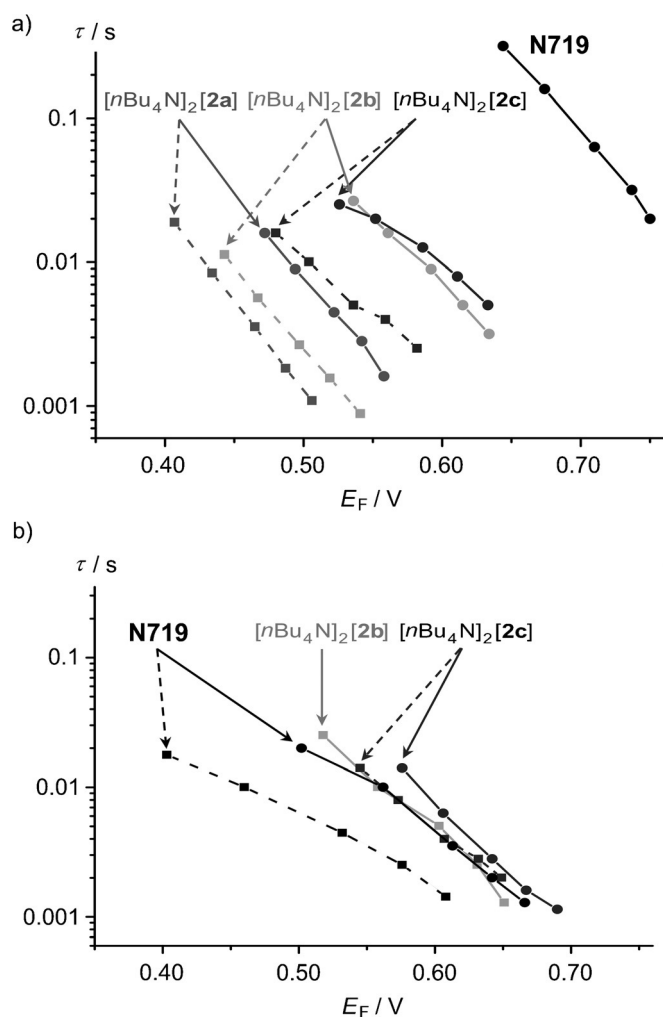 a)
τ / s
N719
[nBu₄N]₂[2a] [nBu₄N]₂[2b] [nBu₄N]₂[2c]
0.1
0.01
0.001
0.40 0.50 0.60 0.70
E_F / V
b)
τ / s
N719 [nBu₄N]₂[2b] [nBu₄N]₂[2c]
0.1
0.01
0.001
0.40 0.50 0.60 0.70
E_F / V